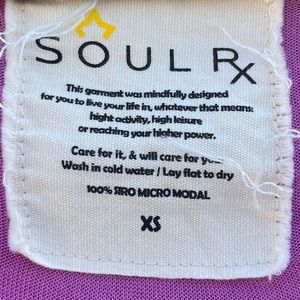 SOUL Rx
This garment was mindfully designed
for you to live your life in, whatever that means:
hight activity, high leisure
or reaching your higher power.
Care for it, & will care for you
Wash in cold water / Lay flat to dry
100% SIRO MICRO MODAL
XS